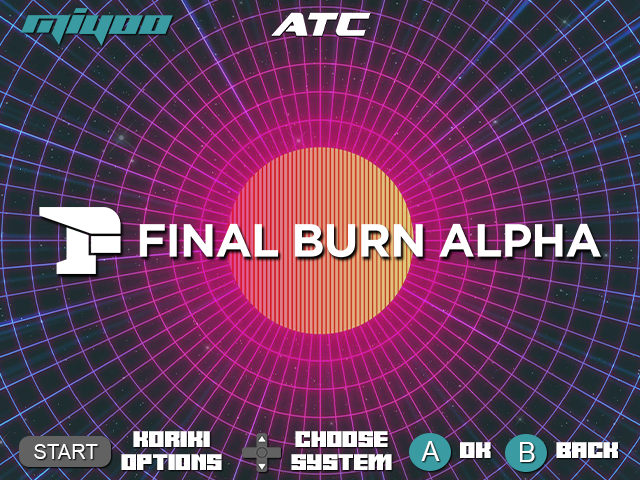 miyoo
ATC
FINAL BURN ALPHA
START
KORIKI
OPTIONS
CHOOSE
SYSTEM
A
OK
B
BACK